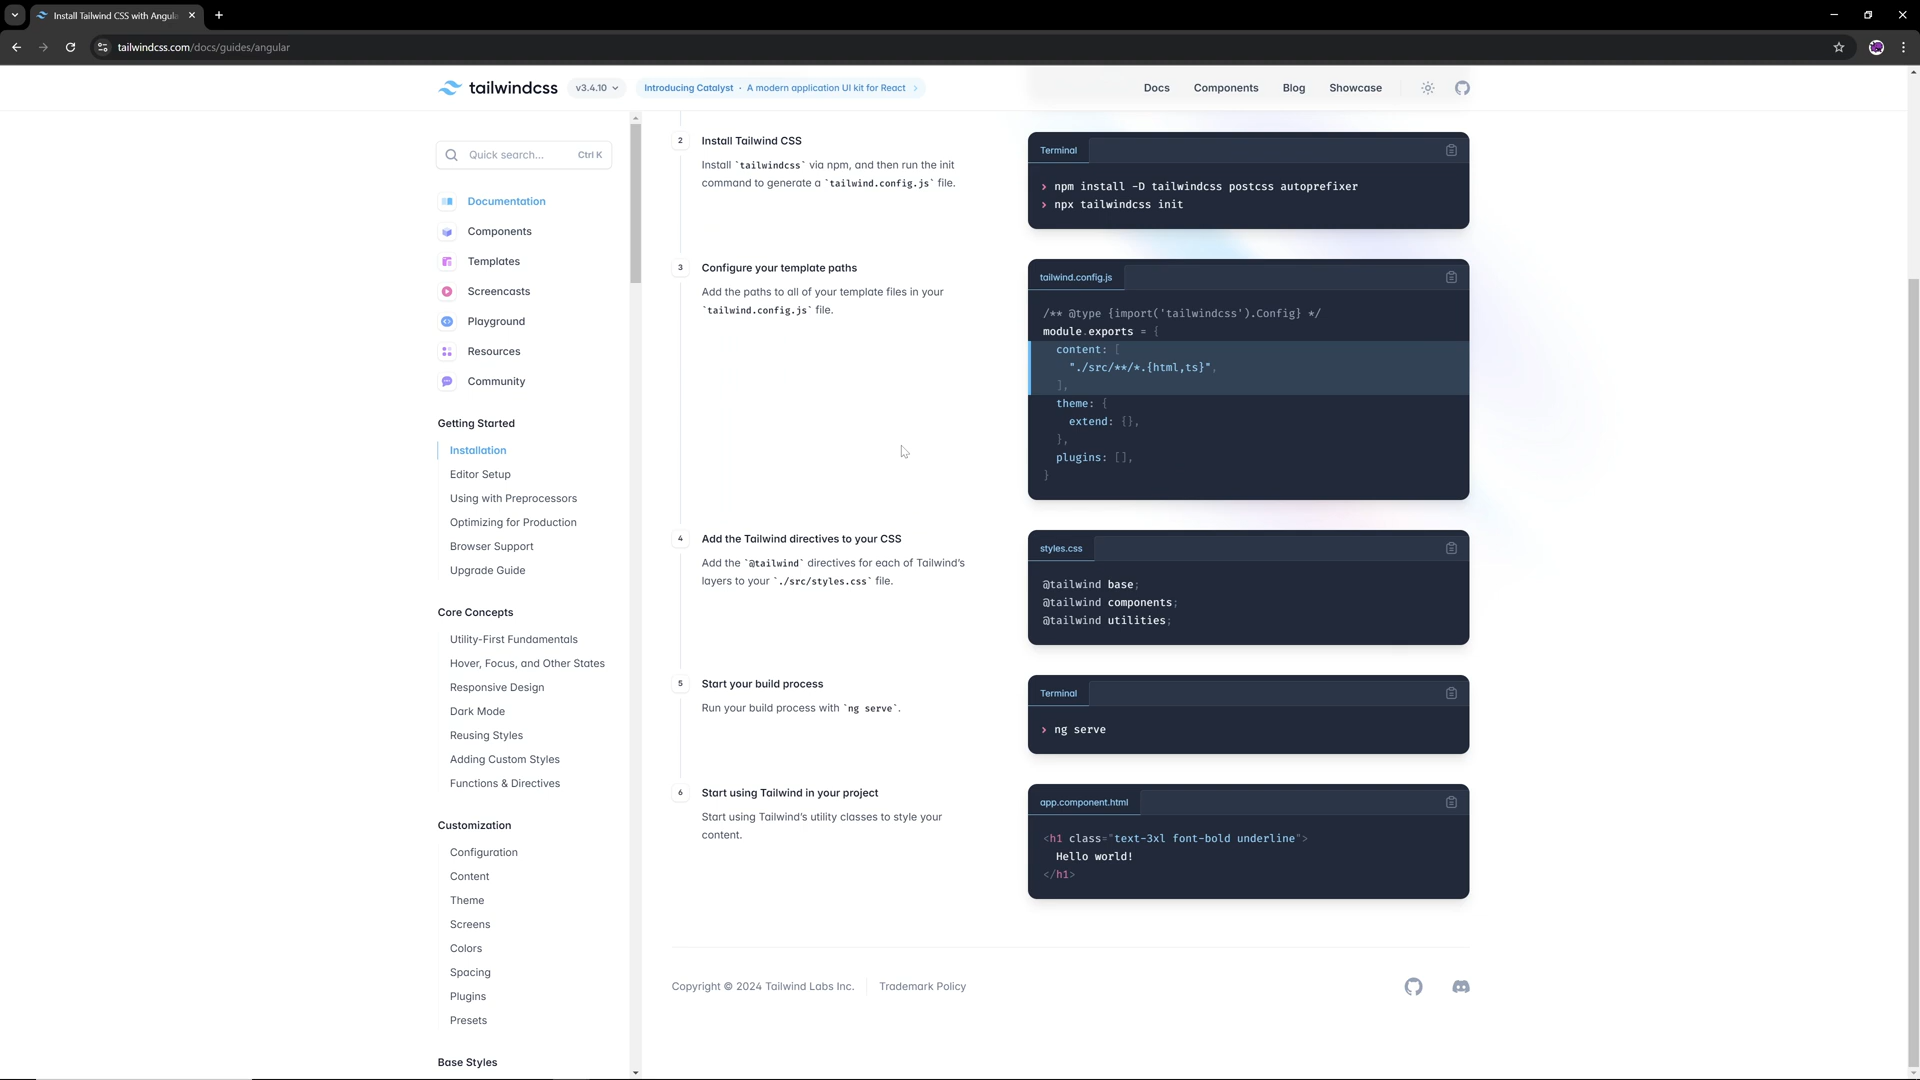 Install Tailwind CSS with Angula
tailwindcss.com/docs/guides/angular
tailwindcss
v3.4.10
Introducing Catalyst · A modern application UI kit for React
Docs
Components
Blog
Showcase
Quick search...
Ctrl K
Documentation
Components
Templates
Screencasts
Playground
Resources
Community
Getting Started
Installation
Editor Setup
Using with Preprocessors
Optimizing for Production
Browser Support
Upgrade Guide
Core Concepts
Utility-First Fundamentals
Hover, Focus, and Other States
Responsive Design
Dark Mode
Reusing Styles
Adding Custom Styles
Functions & Directives
Customization
Configuration
Content
Theme
Screens
Colors
Spacing
Plugins
Presets
Base Styles
2
Install Tailwind CSS
Install `tailwindcss` via npm, and then run the init
command to generate a `tailwind.config.js` file.
Terminal
> npm install -D tailwindcss postcss autoprefixer
> npx tailwindcss init
3
Configure your template paths
Add the paths to all of your template files in your
`tailwind.config.js` file.
tailwind.config.js
/** @type {import('tailwindcss').Config} */
module.exports = {
content: [
"./src/**/*.{html,ts}",
],
theme: {
extend: {},
},
plugins: [],
}
4
Add the Tailwind directives to your CSS
Add the `@tailwind` directives for each of Tailwind’s
layers to your `./src/styles.css` file.
styles.css
@tailwind base;
@tailwind components;
@tailwind utilities;
5
Start your build process
Run your build process with `ng serve`.
Terminal
> ng serve
6
Start using Tailwind in your project
Start using Tailwind’s utility classes to style your
content.
app.component.html
<h1 class="text-3xl font-bold underline">
Hello world!
</h1>
Copyright © 2024 Tailwind Labs Inc.
Trademark Policy